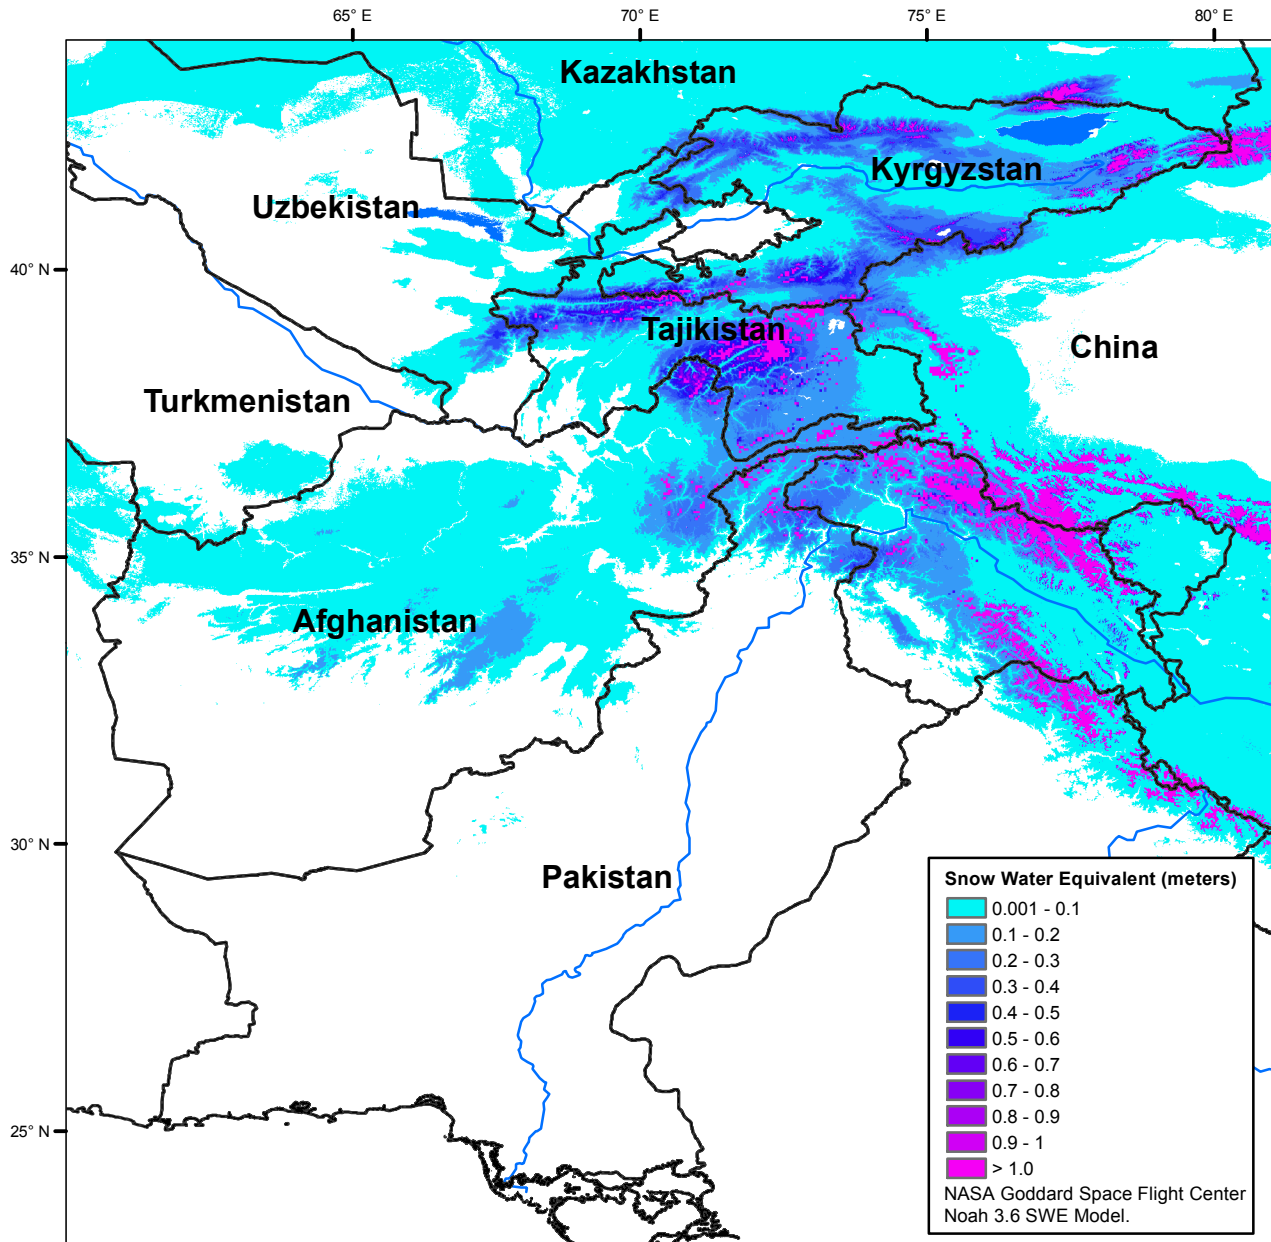 65° E
70° E
75° E
80° E
Kazakhstan
Kyrgyzstan
Uzbekistan
40° N
Tajikistan
China
Turkmenistan
35° N
Afghanistan
30° N
Pakistan
25° N
Snow Water Equivalent (meters)
0.001 - 0.1
0.1 - 0.2
0.2 - 0.3
0.3 - 0.4
0.4 - 0.5
0.5 - 0.6
0.6 - 0.7
0.7 - 0.8
0.8 - 0.9
0.9 - 1
> 1.0
NASA Goddard Space Flight Center
Noah 3.6 SWE Model.